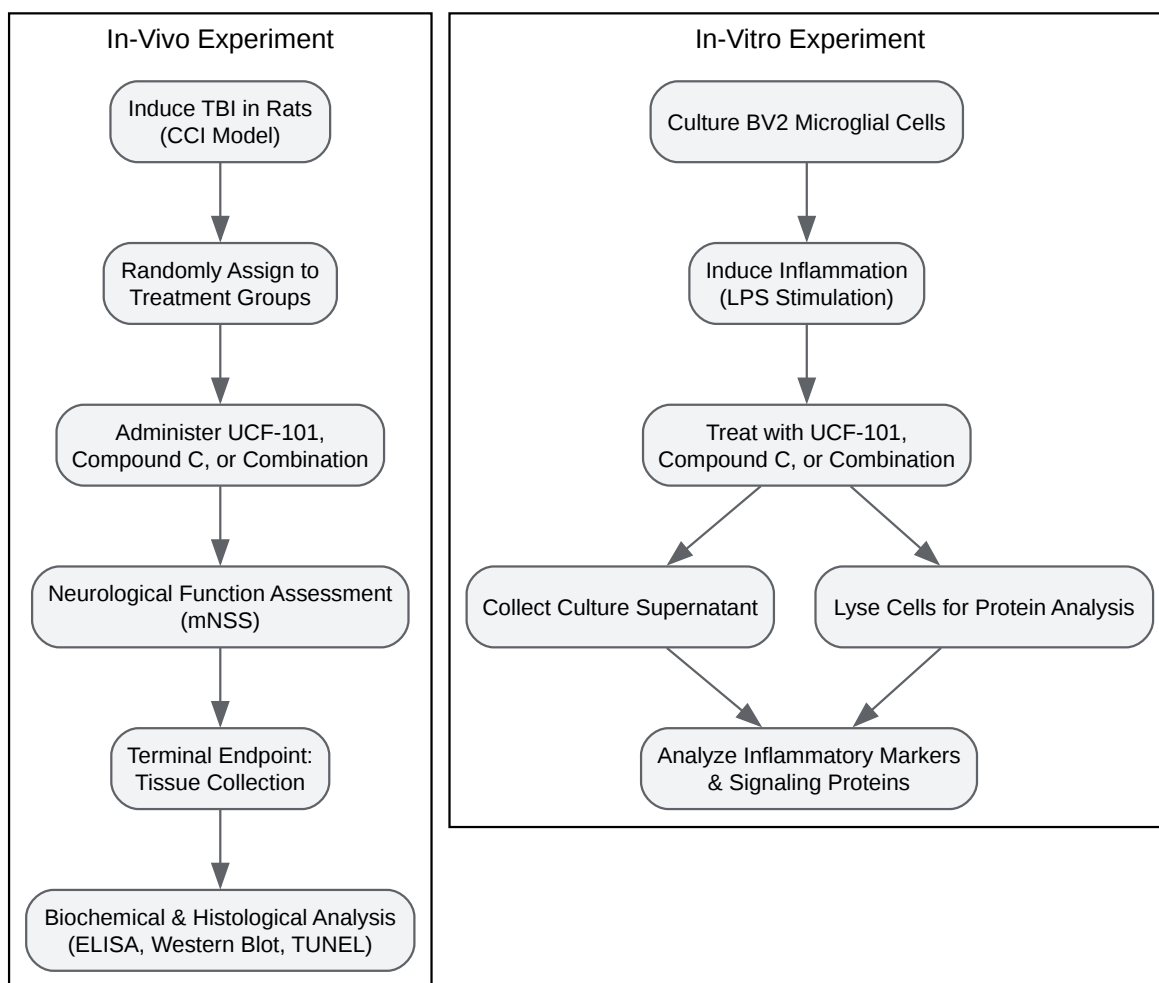 In-Vivo Experiment
Induce TBI in Rats
(CCI Model)
Randomly Assign to
Treatment Groups
Administer UCF-101,
Compound C, or Combination
Neurological Function Assessment
(mNSS)
Terminal Endpoint:
Tissue Collection
Biochemical & Histological Analysis
(ELISA, Western Blot, TUNEL)
In-Vitro Experiment
Culture BV2 Microglial Cells
Induce Inflammation
(LPS Stimulation)
Treat with UCF-101,
Compound C, or Combination
Collect Culture Supernatant
Lyse Cells for Protein Analysis
Analyze Inflammatory Markers
& Signaling Proteins